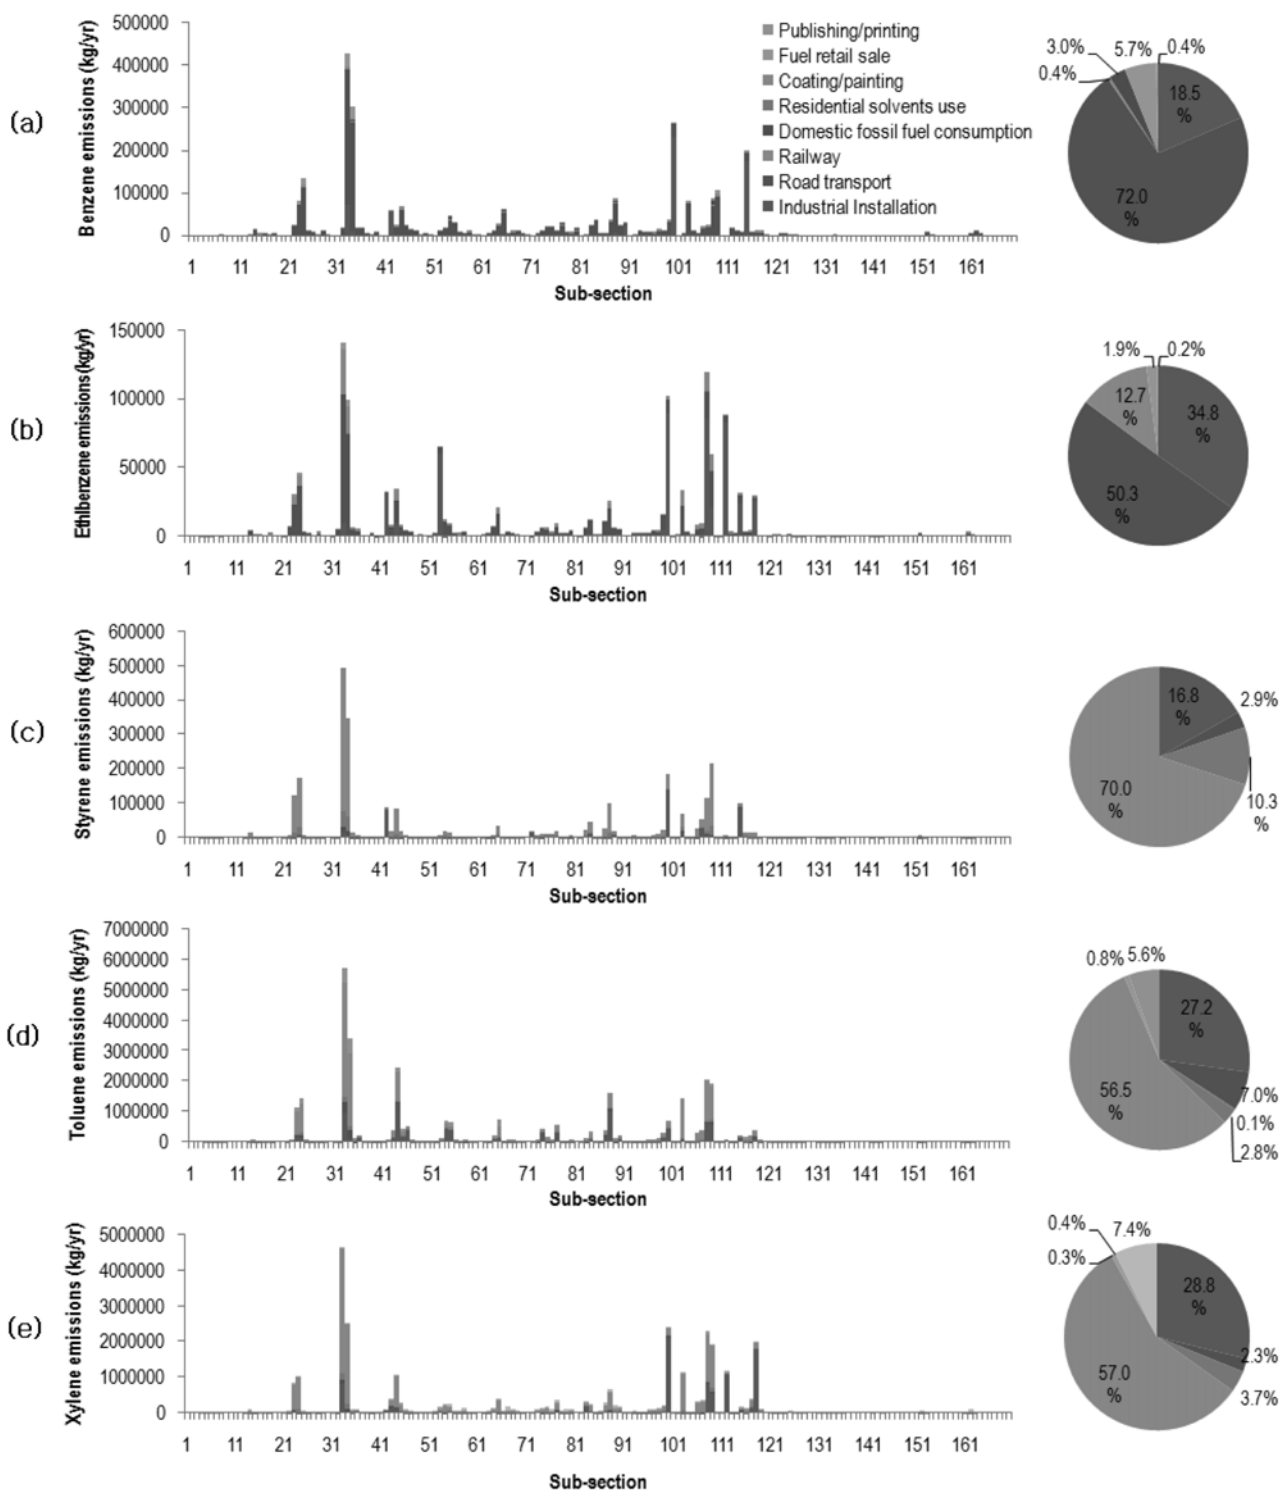 (a)
Benzene emissions (kg/yr)
500000
400000
300000
200000
100000
0
1 11 21 31 41 51 61 71 81 91 101 111 121 131 141 151 161
Sub-section
Publishing/printing
Fuel retail sale
Coating/painting
Residential solvents use
Domestic fossil fuel consumption
Railway
Road transport
Industrial Installation
3.0% 5.7% 0.4%
0.4%
18.5
%
72.0
%
(b)
Ethlbenzene emissions(kg/yr)
150000
100000
50000
0
1 11 21 31 41 51 61 71 81 91 101 111 121 131 141 151 161
Sub-section
1.9% 0.2%
12.7
%
34.8
%
50.3
%
(c)
Styrene emissions (kg/yr)
600000
500000
400000
300000
200000
100000
0
1 11 21 31 41 51 61 71 81 91 101 111 121 131 141 151 161
Sub-section
16.8
%
2.9%
70.0
%
10.3
%
(d)
Toluene emissions (kg/yr)
7000000
6000000
5000000
4000000
3000000
2000000
1000000
0
1 11 21 31 41 51 61 71 81 91 101 111 121 131 141 151 161
Sub-section
0.8% 5.6%
27.2
%
56.5
%
7.0%
0.1%
2.8%
(e)
Xylene emissions (kg/yr)
5000000
4000000
3000000
2000000
1000000
0
1 11 21 31 41 51 61 71 81 91 101 111 121 131 141 151 161
Sub-section
0.4% 7.4%
0.3%
28.8
%
2.3%
57.0
%
3.7%